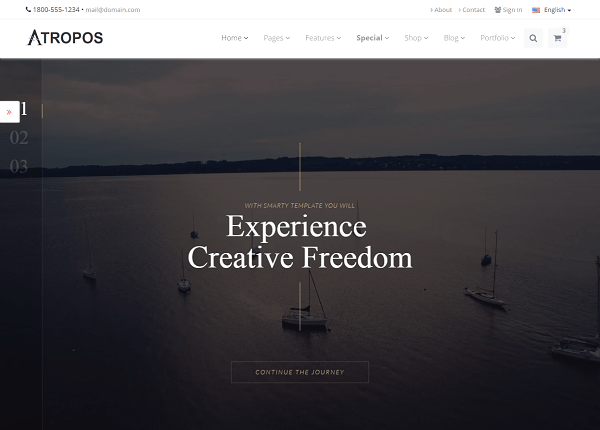 1800-555-1234 • mail@domain.com
About Contact Sign In English
ATROPOS
Home Pages Features Special Shop Blog Portfolio 3
1
02
03
WITH SMARTY TEMPLATE YOU WILL
Experience
Creative Freedom
CONTINUE THE JOURNEY